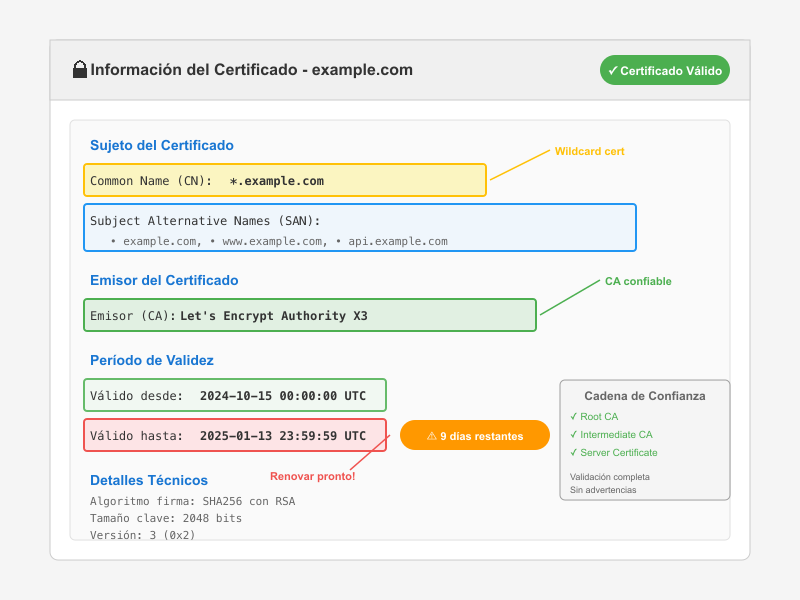 Información del Certificado - example.com
✓ Certificado Válido
Sujeto del Certificado
Wildcard cert
Common Name (CN): *.example.com
Subject Alternative Names (SAN):
• example.com, • www.example.com, • api.example.com
Emisor del Certificado
CA confiable
Emisor (CA): Let's Encrypt Authority X3
Período de Validez
Válido desde: 2024-10-15 00:00:00 UTC
Válido hasta: 2025-01-13 23:59:59 UTC
⚠ 9 días restantes
Renovar pronto!
Cadena de Confianza
✓ Root CA
✓ Intermediate CA
✓ Server Certificate
Validación completa
Sin advertencias
Detalles Técnicos
Algoritmo firma: SHA256 con RSA
Tamaño clave: 2048 bits
Versión: 3 (0x2)